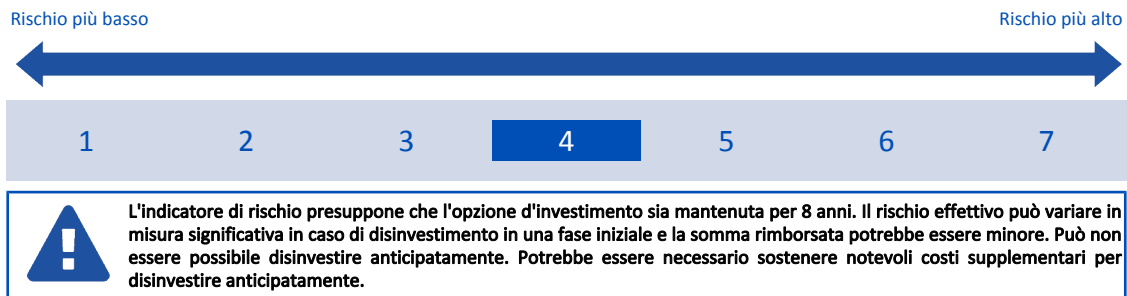 Rischio più basso Rischio più alto
1 2 3 4 5 6 7
L'indicatore di rischio presuppone che l'opzione d'investimento sia mantenuta per 8 anni. Il rischio effettivo può variare in
misura significativa in caso di disinvestimento in una fase iniziale e la somma rimborsata potrebbe essere minore. Può non
essere possibile disinvestire anticipatamente. Potrebbe essere necessario sostenere notevoli costi supplementari per
disinvestire anticipatamente.